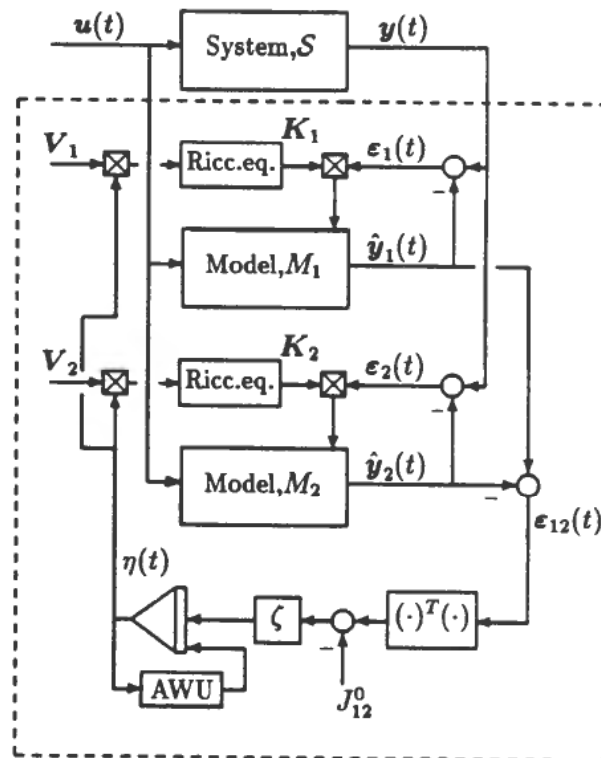 u(t)
System,𝒮
y(t)
V₁
Ricc.eq.
K₁
ε₁(t)
−
Model,M₁
ŷ₁(t)
V₂
Ricc.eq.
K₂
ε₂(t)
−
Model,M₂
ŷ₂(t)
−
ε₁₂(t)
η(t)
ζ
−
(·)ᵀ(·)
AWU
J₁₂⁰